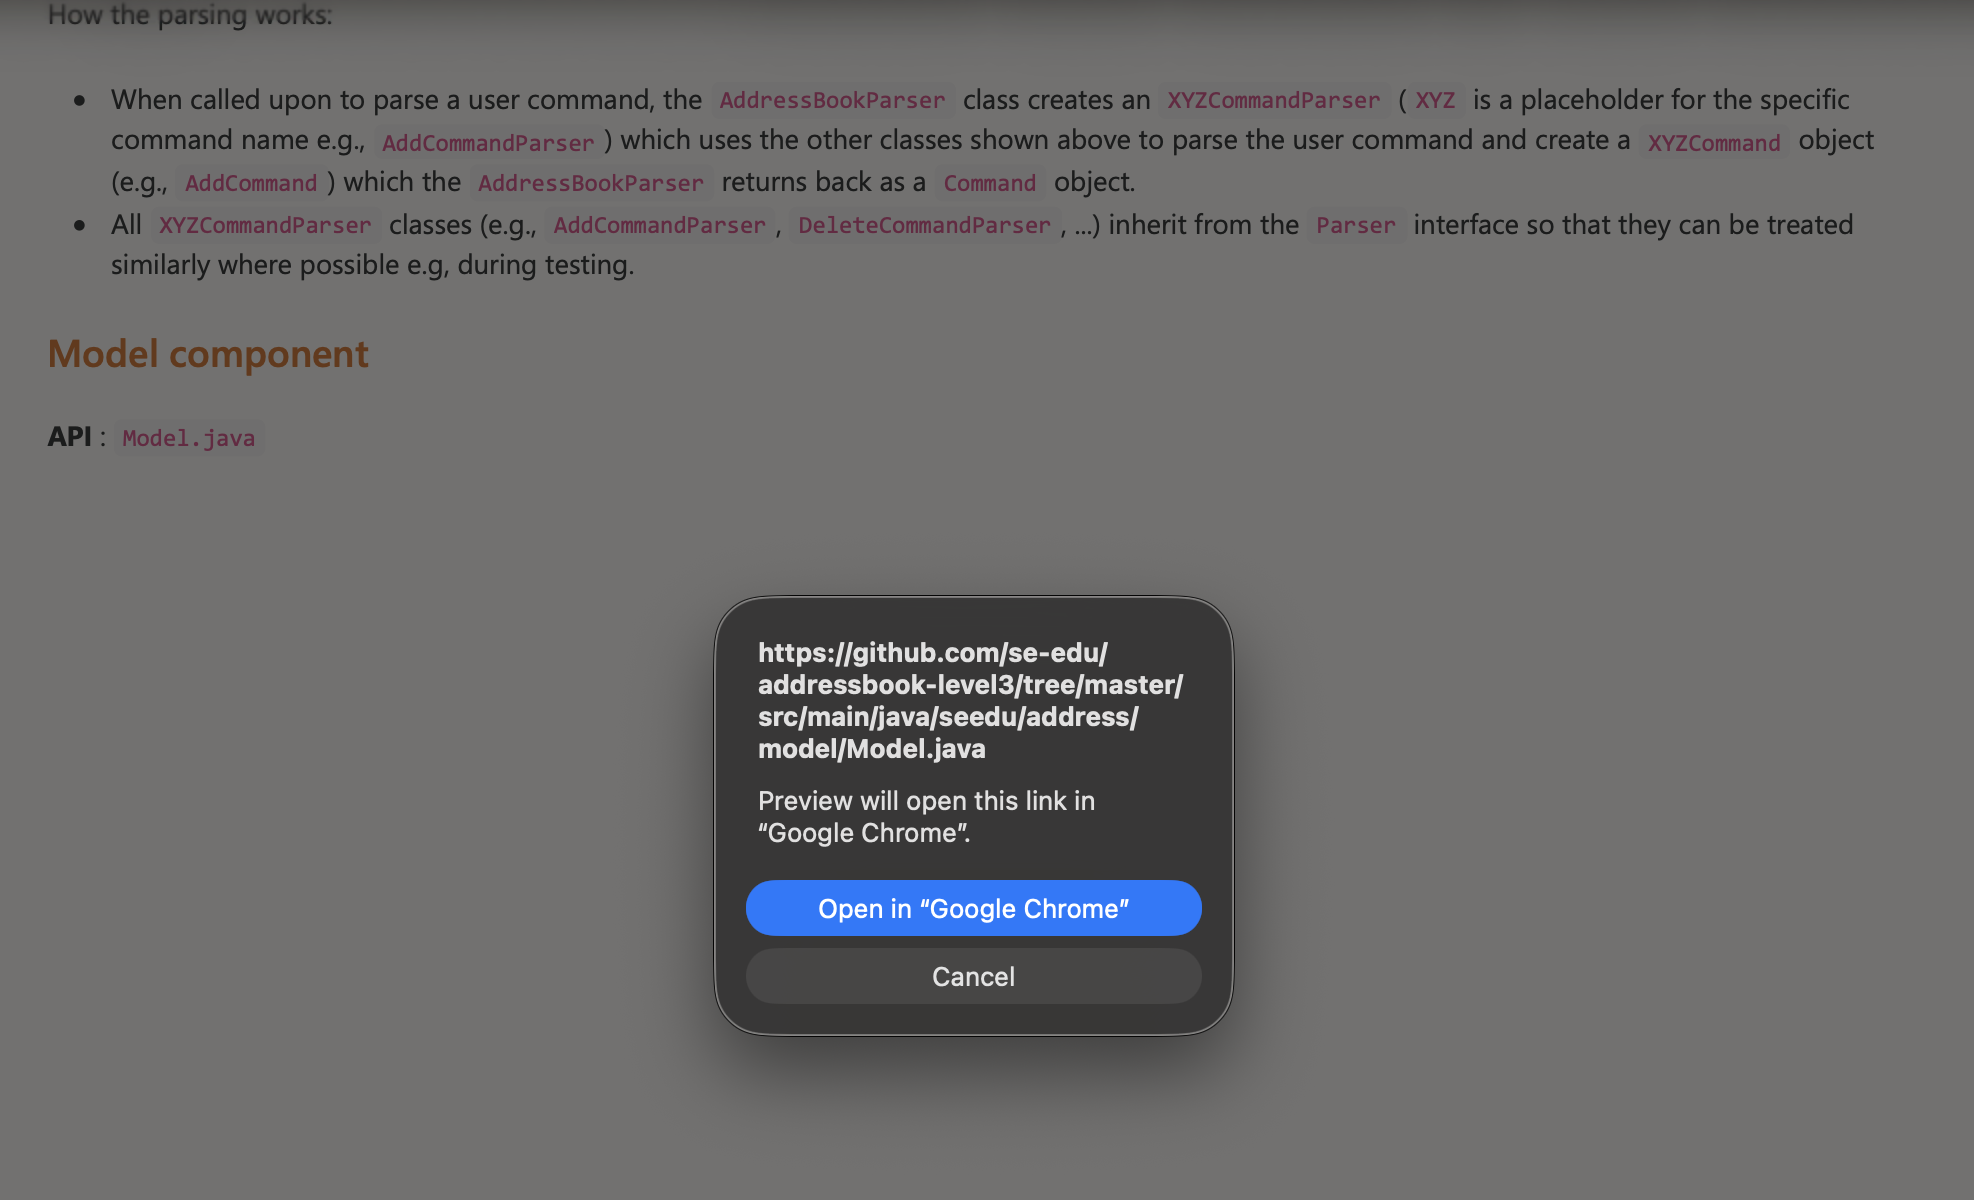 How the parsing works:
When called upon to parse a user command, the AddressBookParser class creates an XYZCommandParser ( XYZ is a placeholder for the specific
command name e.g., AddCommandParser ) which uses the other classes shown above to parse the user command and create a XYZCommand object
(e.g., AddCommand ) which the AddressBookParser returns back as a Command object.
All XYZCommandParser classes (e.g., AddCommandParser , DeleteCommandParser , ...) inherit from the Parser interface so that they can be treated
similarly where possible e.g, during testing.
Model component
API : Model.java
https://github.com/se-edu/
addressbook-level3/tree/master/
src/main/java/seedu/address/
model/Model.java
Preview will open this link in
“Google Chrome”.
Open in “Google Chrome”
Cancel